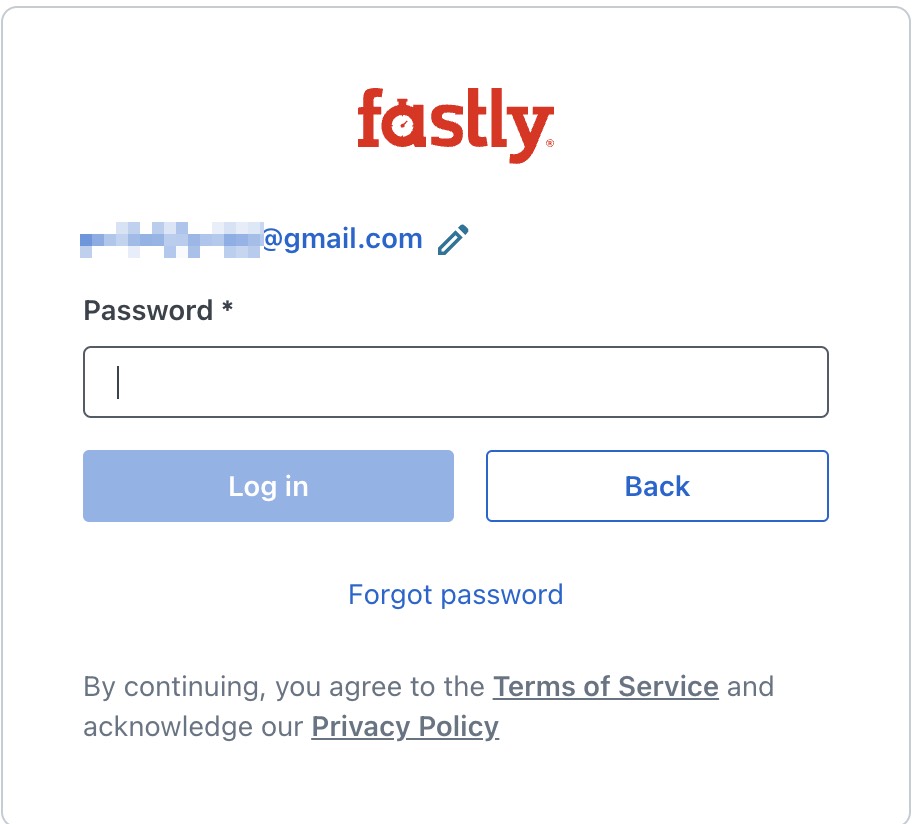 fastly®
@gmail.com
Password *
Log in
Back
Forgot password
By continuing, you agree to the Terms of Service and
acknowledge our Privacy Policy